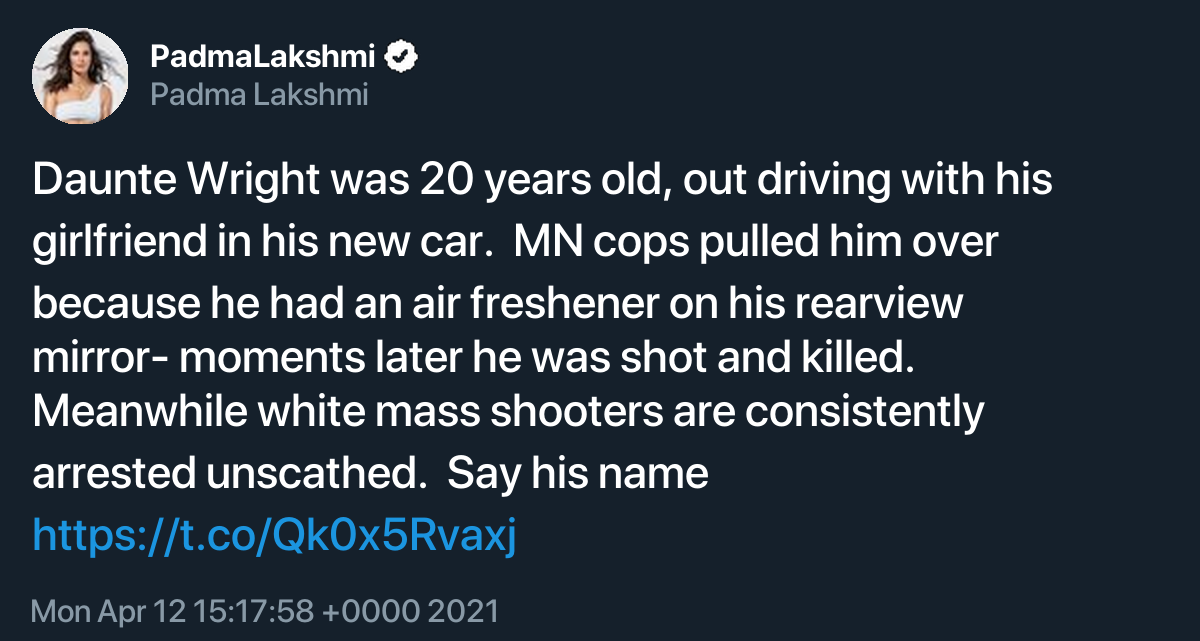 PadmaLakshmi
Padma Lakshmi
Daunte Wright was 20 years old, out driving with his
girlfriend in his new car.  MN cops pulled him over
because he had an air freshener on his rearview
mirror- moments later he was shot and killed.
Meanwhile white mass shooters are consistently
arrested unscathed.  Say his name
https://t.co/Qk0x5Rvaxj
Mon Apr 12 15:17:58 +0000 2021